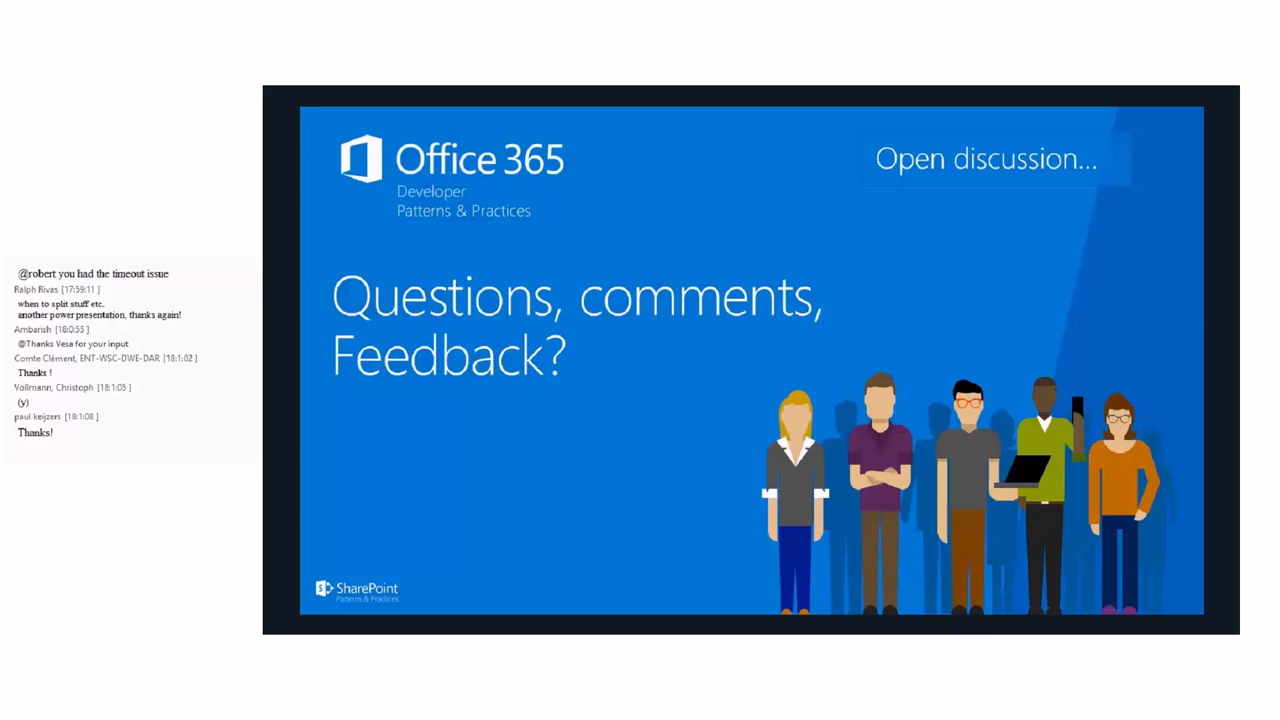 @robert you had the timeout issue
Ralph Rivas [17:59:11 ]
when to split stuff etc.
another power presentation, thanks again!
Ambarish [18:0:55 ]
@Thanks Vesa for your input
Comte Clément, ENT-WSC-DWE-DAR [18:1:02 ]
Thanks !
Vollmann, Christoph [18:1:05 ]
(y)
paul keijzers [18:1:08 ]
Thanks!
Office 365
Developer
Patterns & Practices
Open discussion...
Questions, comments,
Feedback?
S
SharePoint
Patterns & Practices